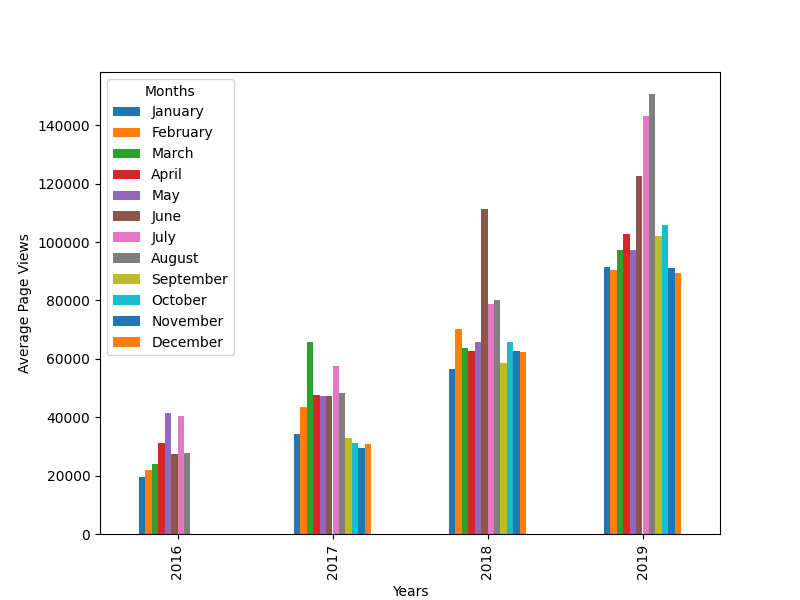 Months
January
February
March
April
May
June
July
August
September
October
November
December
140000
120000
100000
80000
60000
40000
20000
0
Average Page Views
2016
2017
2018
2019
Years